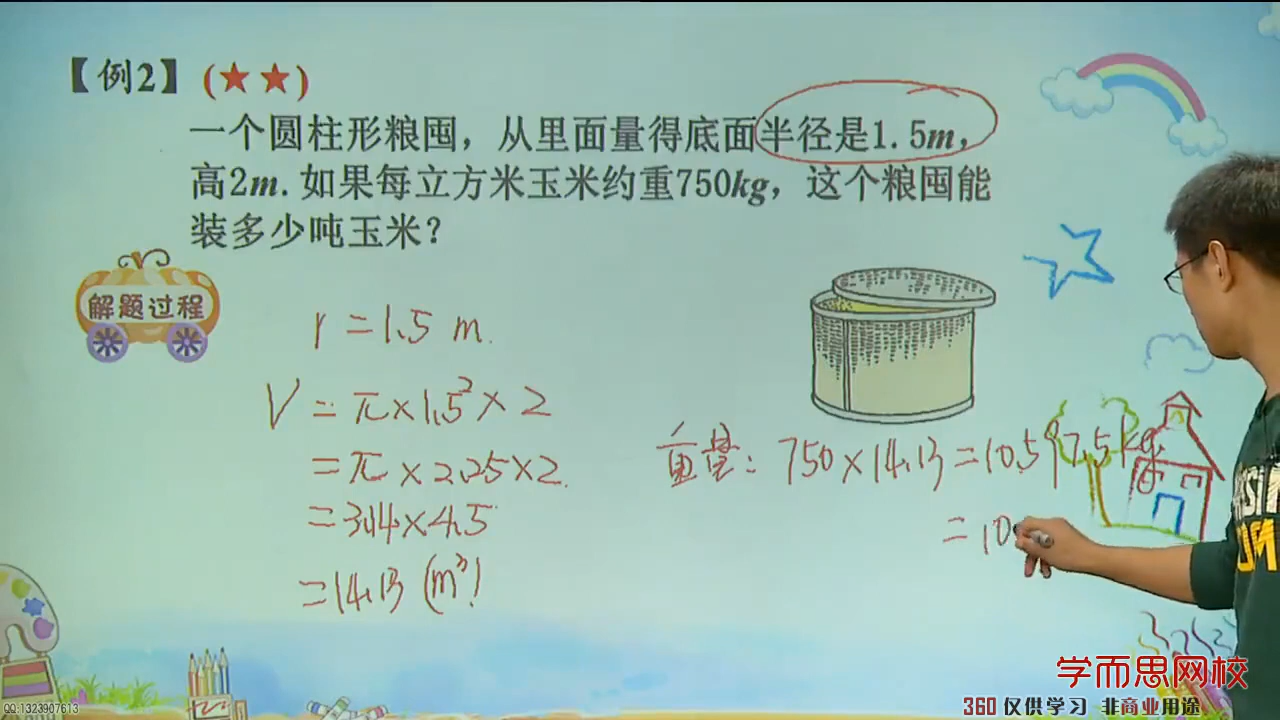 【例2】(★★)
一个圆柱形粮囤，从里面量得底面半径是1.5m，
高2m.如果每立方米玉米约重750kg，这个粮囤能
装多少吨玉米？
解题过程
r=1.5 m.
V=π×1.5²×2
=π×2.25×2.
=3.14×4.5
=14.13(m³)
重量：750×14.13=10597.5kg
=10
学而思网校
360 仅供学习 非商业用途
QQ:1323907613